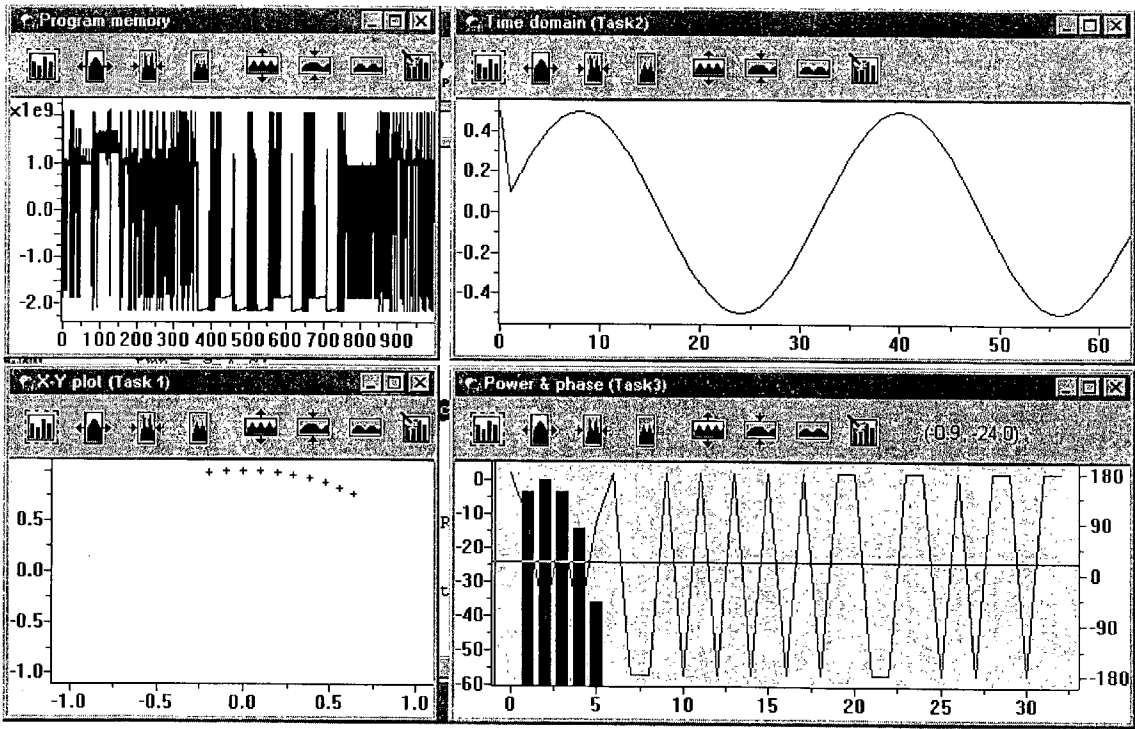 Program memory
x1e9
1.0
0.0
-1.0
-2.0
0 100 200 300 400 500 600 700 800 900
Time domain (Task2)
0.4
0.2
0.0
-0.2
-0.4
0 10 20 30 40 50 60
X-Y plot (Task 1)
0.5
0.0
-0.5
-1.0
-1.0 -0.5 0.0 0.5 1.0
Power & phase (Task3)
(-0.9, -24.0)
0
-10
-20
-30
-40
-50
60
180
90
0
-90
-180
0 5 10 15 20 25 30